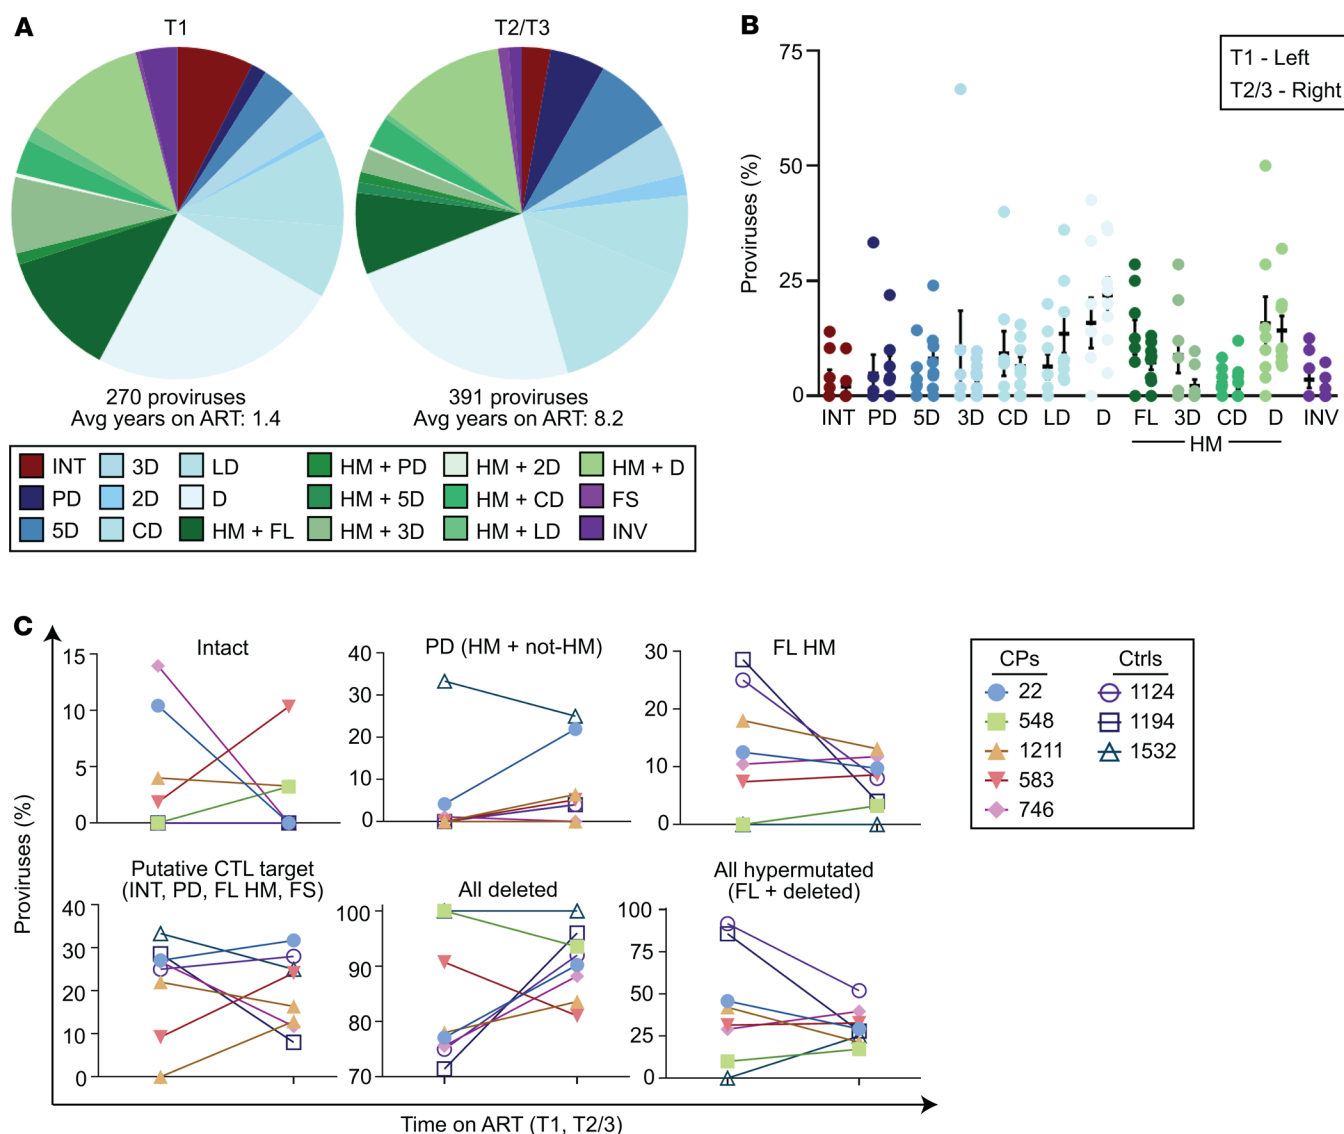 A
T1
T2/T3
270 proviruses
Avg years on ART: 1.4
391 proviruses
Avg years on ART: 8.2
INT
3D
LD
HM + PD
HM + 2D
HM + D
PD
2D
D
HM + 5D
HM + CD
FS
5D
CD
HM + FL
HM + 3D
HM + LD
INV
B
T1 - Left
T2/3 - Right
Proviruses (%)
75
50
25
0
INT PD 5D 3D CD LD D FL 3D CD D INV
HM
C
Proviruses (%)
Intact
15
10
5
0
PD (HM + not-HM)
40
30
20
10
0
FL HM
30
20
10
0
CPs
Ctrls
22
1124
548
1194
1211
1532
583
746
Putative CTL target
(INT, PD, FL HM, FS)
40
30
20
10
0
All deleted
100
90
80
70
All hypermutated
(FL + deleted)
100
75
50
25
0
Time on ART (T1, T2/3)